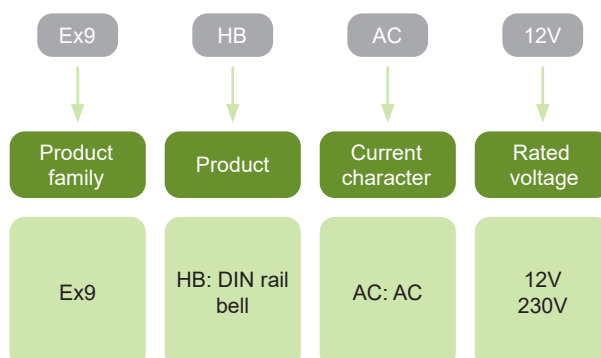 Ex9
HB
AC
12V
Product
family
Product
Current
character
Rated
voltage
Ex9
HB: DIN rail
bell
AC: AC
12V
230V